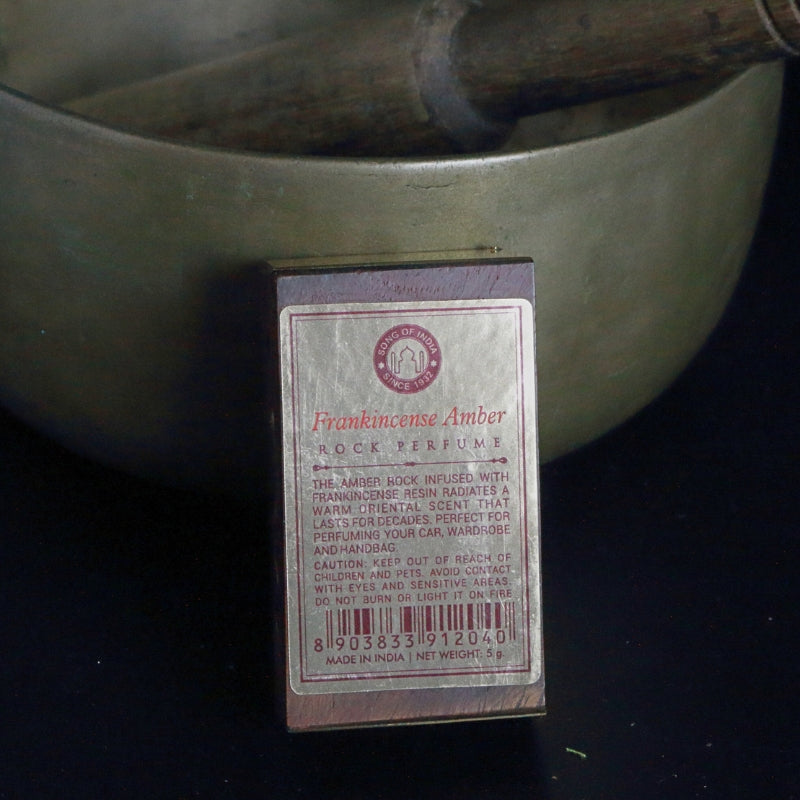 SONG OF INDIA
SINCE 1932
Frankincense Amber
ROCK PERFUME
THE AMBER ROCK INFUSED WITH
FRANKINCENSE RESIN RADIATES A
WARM ORIENTAL SCENT THAT
LASTS FOR DECADES. PERFECT FOR
PERFUMING YOUR CAR, WARDROBE
AND HANDBAG
CAUTION: KEEP OUT OF REACH OF
CHILDREN AND PETS. AVOID CONTACT
WITH EYES AND SENSITIVE AREAS.
DO NOT BURN OR LIGHT IT ON FIRE
8 903833 912040
MADE IN INDIA | NET WEIGHT: 5 g.